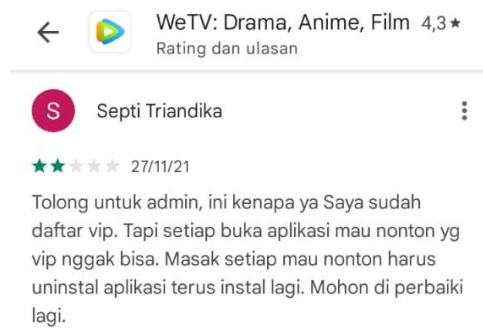 WeTV: Drama, Anime, Film 4,3★
Rating dan ulasan
S Septi Triandika
27/11/21
Tolong untuk admin, ini kenapa ya Saya sudah
daftar vip. Tapi setiap buka aplikasi mau nonton yg
vip nggak bisa. Masak setiap mau nonton harus
uninstal aplikasi terus instal lagi. Mohon di perbaiki
lagi.